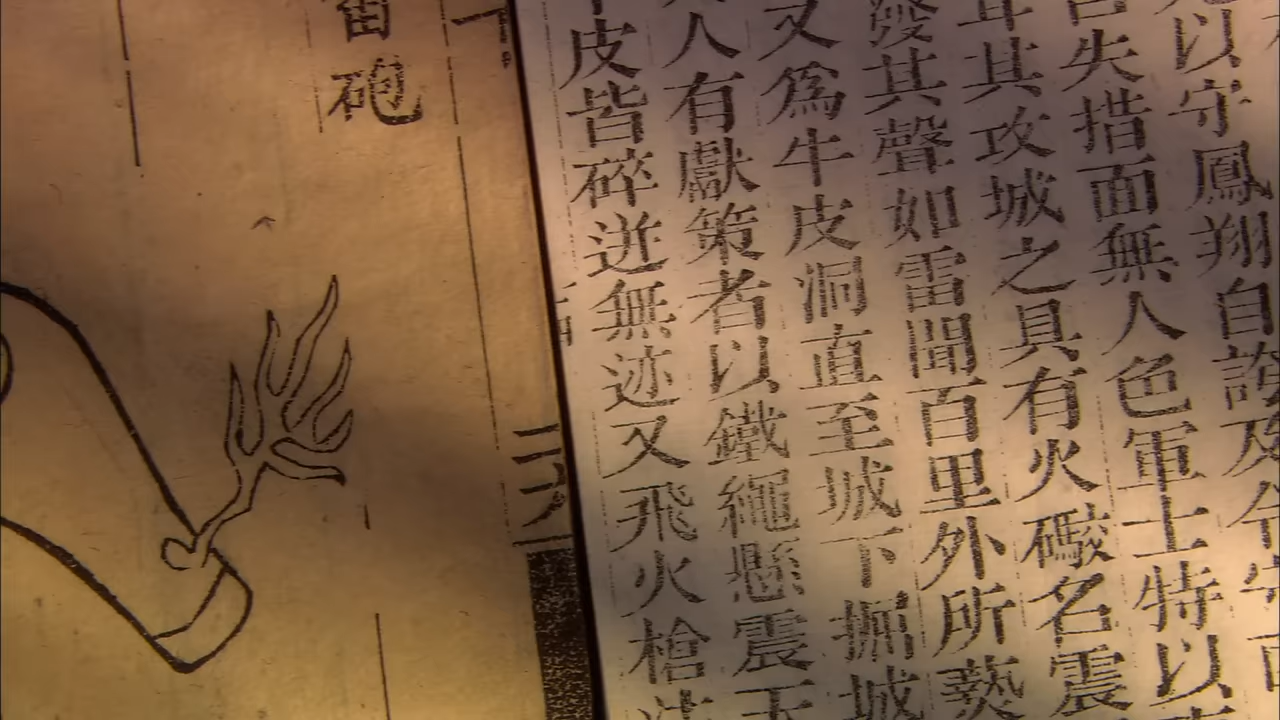 以守鳳翔自誇及令守
失措面無人色軍士特以
其攻城之具有火礮名震
發其聲如雷聞百里外所爇
又為牛皮洞直至城下掘城
人有獻策者以鐵繩懸震天
皮皆碎迸無迹又飛火槍
砲